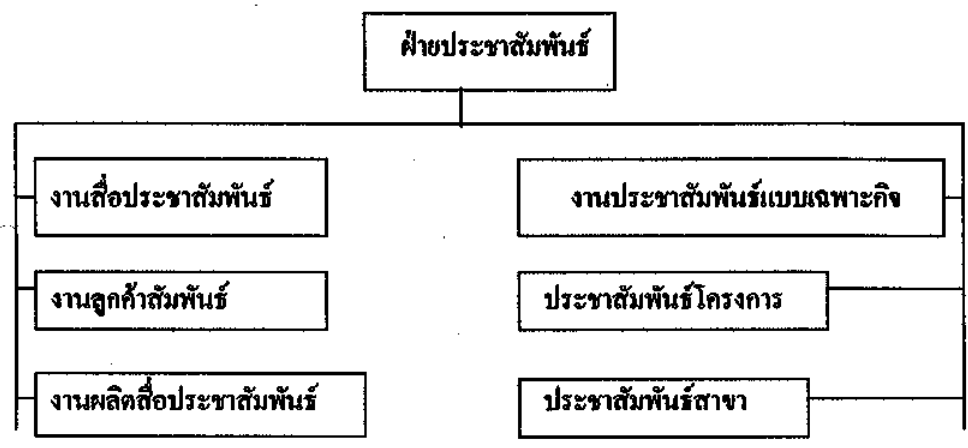 ฝ่ายประชาสัมพันธ์
งานสื่อประชาสัมพันธ์
งานประชาสัมพันธ์แบบเฉพาะกิจ
งานลูกค้าสัมพันธ์
ประชาสัมพันธ์โครงการ
งานผลิตสื่อประชาสัมพันธ์
ประชาสัมพันธ์สาขา